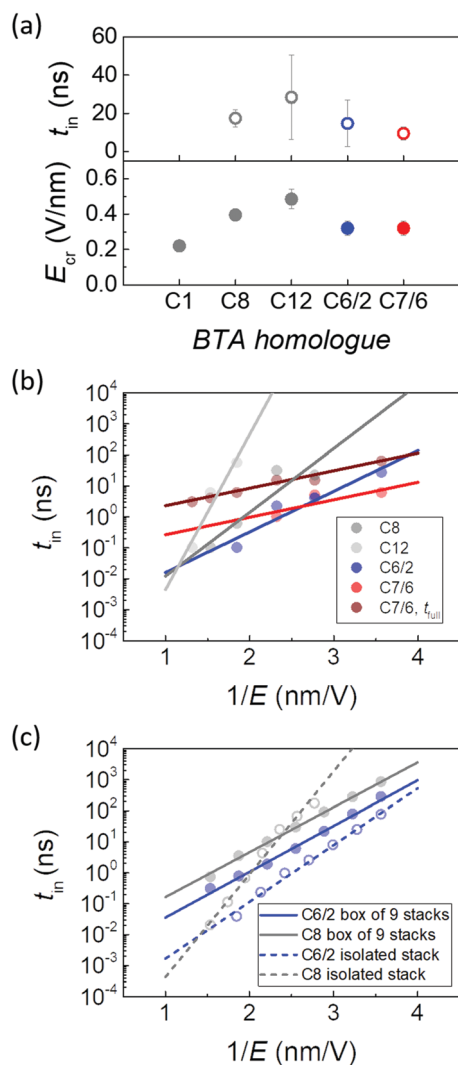 (a)
t_in (ns)
60
40
20
0
E_cr (V/nm)
0.6
0.4
0.2
0.0
C1 C8 C12 C6/2 C7/6
BTA homologue
(b)
t_in (ns)
10^4
10^3
10^2
10^1
10^0
10^-1
10^-2
10^-3
10^-4
C8
C12
C6/2
C7/6
C7/6, t_full
1 2 3 4
1/E (nm/V)
(c)
t_in (ns)
10^4
10^3
10^2
10^1
10^0
10^-1
10^-2
10^-3
10^-4
C6/2 box of 9 stacks
C8 box of 9 stacks
C6/2 isolated stack
C8 isolated stack
1 2 3 4
1/E (nm/V)